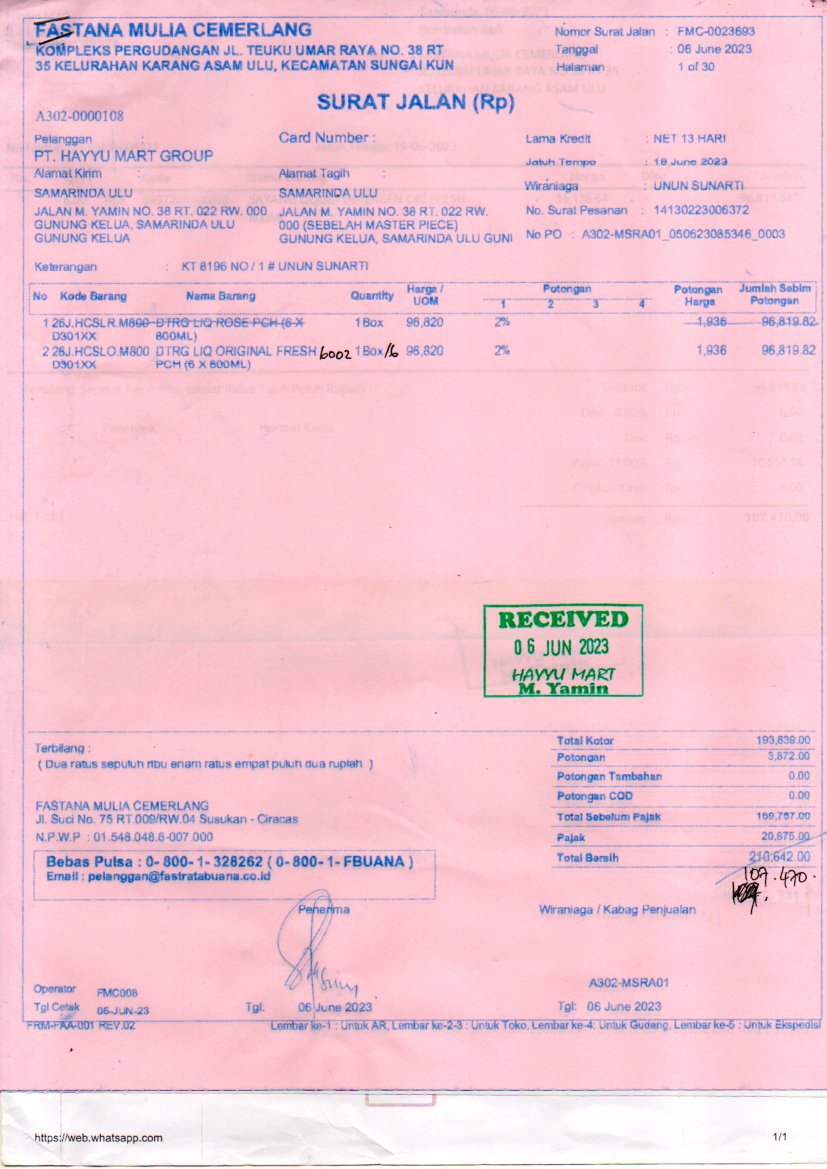 FASTANA MULIA CEMERLANG
KOMPLEKS PERGUDANGAN JL. TEUKU UMAR RAYA NO. 38 RT
35 KELURAHAN KARANG ASAM ULU, KECAMATAN SUNGAI KUN
Nomor Surat Jalan : FMC-0023693
Tanggal : 06 June 2023
Halaman 1 of 30
SURAT JALAN (Rp)
A302-0000108
Pelanggan :
PT. HAYYU MART GROUP
Card Number :
Lama Kredit : NET 13 HARI
Jatuh Tempo : 19 June 2023
Alamat Kirim :
SAMARINDA ULU
JALAN M. YAMIN NO. 38 RT. 022 RW. 000
GUNUNG KELUA, SAMARINDA ULU
GUNUNG KELUA
Alamat Tagih :
SAMARINDA ULU
JALAN M. YAMIN NO. 38 RT. 022 RW.
000 (SEBELAH MASTER PIECE)
GUNUNG KELUA, SAMARINDA ULU GUNI
Wiraniaga : UNUN SUNARTI
No. Surat Pesanan : 14130223006372
No PO : A302-MSRA01_050623085346_0003
Keterangan : KT 8196 NO / 1 # UNUN SUNARTI
No Kode Barang Nama Barang Quantity Harga / UOM Potongan 1 2 3 4 Potongan Harga Jumlah Sebim Potongan
1 26J.HCSLR.M800 DTRG LIQ ROSE PCH (6 X 1 Box 96,820 2% 1,936 96,819.82
D301XX 800ML)
2 26J.HCSLO.M800 DTRG LIQ ORIGINAL FRESH 6002 1 Box /6 96,820 2% 1,936 96,819.82
D301XX PCH (6 X 800ML)
Terbilang: Seratus Tujuh Ribu Empat Ratus Tujuh Puluh Rupiah
RECEIVED
06 JUN 2023
HAYYU MART
M. Yamin
Terbilang :
( Dua ratus sepuluh ribu enam ratus empat puluh dua rupiah )
Total Kotor 193,639.00
Potongan 3,872.00
Potongan Tambahan 0.00
Potongan COD 0.00
Total Sebelum Pajak 189,767.00
Pajak 20,875.00
Total Bersih 210,642.00
107.470.
FASTANA MULIA CEMERLANG
Jl. Suci No. 75 RT.009/RW.04 Susukan - Ciracas
N.P.W.P : 01.548.048.6-007.000
Bebas Pulsa : 0- 800- 1- 328262 ( 0- 800- 1- FBUANA )
Email : pelanggan@fastratabuana.co.id
Penerima
Wiraniaga / Kabag Penjualan
A302-MSRA01
Operator FMC008
Tgl Cetak 06-JUN-23
Tgl: 06 June 2023
Tgl: 06 June 2023
FRM-FAA-001 REV.02
Lembar ke-1 : Untuk AR, Lembar ke-2-3 : Untuk Toko, Lembar ke-4: Untuk Gudang, Lembar ke-5 : Untuk Ekspedisi
https://web.whatsapp.com
1/1